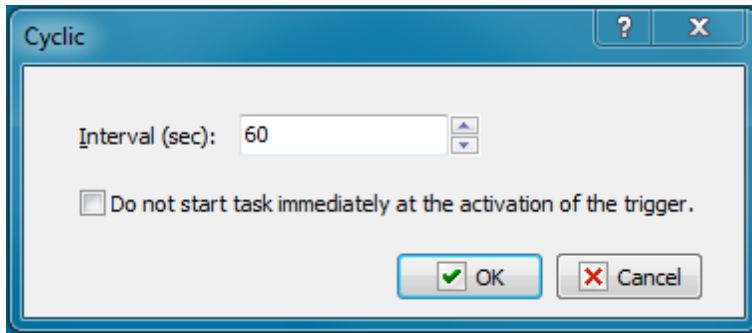 Cyclic
Interval (sec): 60
Do not start task immediately at the activation of the trigger.
OK Cancel